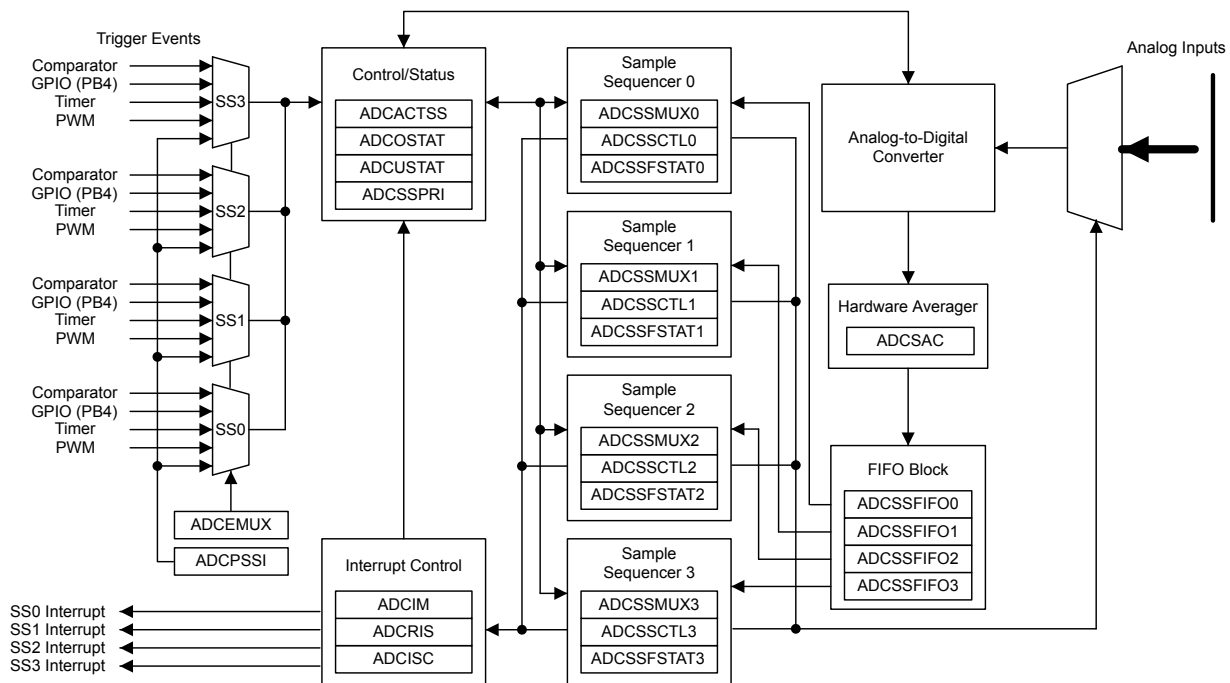 Trigger Events
Comparator
GPIO (PB4)
Timer
PWM
SS3
Comparator
GPIO (PB4)
Timer
PWM
SS2
Comparator
GPIO (PB4)
Timer
PWM
SS1
Comparator
GPIO (PB4)
Timer
PWM
SS0
ADCEMUX
ADCPSSI
SS0 Interrupt
SS1 Interrupt
SS2 Interrupt
SS3 Interrupt
Control/Status
ADCACTSS
ADCOSTAT
ADCUSTAT
ADCSSPRI
Interrupt Control
ADCIM
ADCRIS
ADCISC
Sample
Sequencer 0
ADCSSMUX0
ADCSSCTL0
ADCSSFSTAT0
Sample
Sequencer 1
ADCSSMUX1
ADCSSCTL1
ADCSSFSTAT1
Sample
Sequencer 2
ADCSSMUX2
ADCSSCTL2
ADCSSFSTAT2
Sample
Sequencer 3
ADCSSMUX3
ADCSSCTL3
ADCSSFSTAT3
Analog-to-Digital
Converter
Hardware Averager
ADCSAC
FIFO Block
ADCSSFIFO0
ADCSSFIFO1
ADCSSFIFO2
ADCSSFIFO3
Analog Inputs